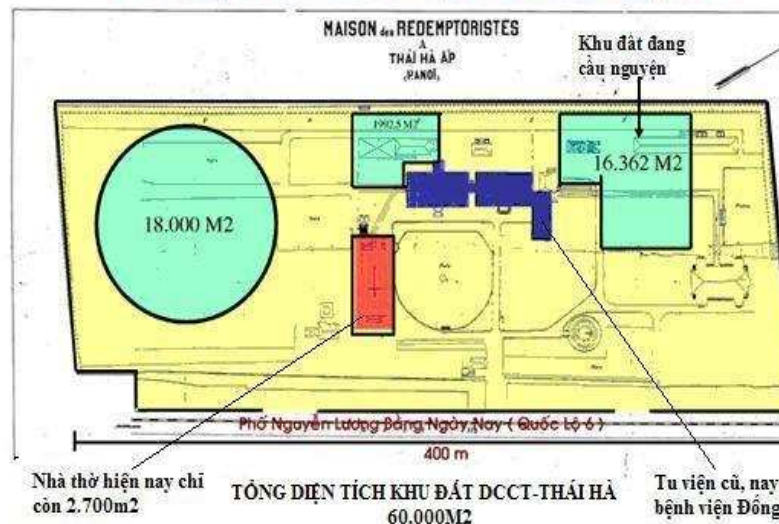 MAISON des REDEMPTORISTES
A
THÁI HÀ ẤP
(HANOÏ)
Khu đất đang
cầu nguyện
1992.5 M2
16.362 M2
18.000 M2
Phố Nguyễn Lương Bằng Ngày Nay ( Quốc Lộ 6 )
400 m
Nhà thờ hiện nay chỉ
còn 2.700m2
TỔNG DIỆN TÍCH KHU ĐẤT DCCT-THÁI HÀ
60.000M2
Tu viện cũ, nay
bệnh viện Đống